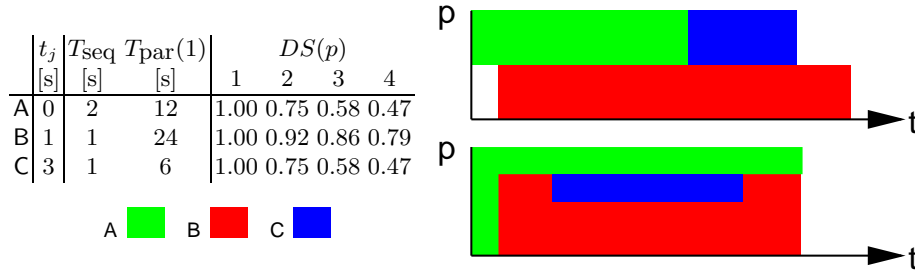 t_j T_seq T_par(1) DS(p)
[s] [s] [s] 1 2 3 4
A 0 2 12 1.00 0.75 0.58 0.47
B 1 1 24 1.00 0.92 0.86 0.79
C 3 1 6 1.00 0.75 0.58 0.47
A B C
p
t
p
t